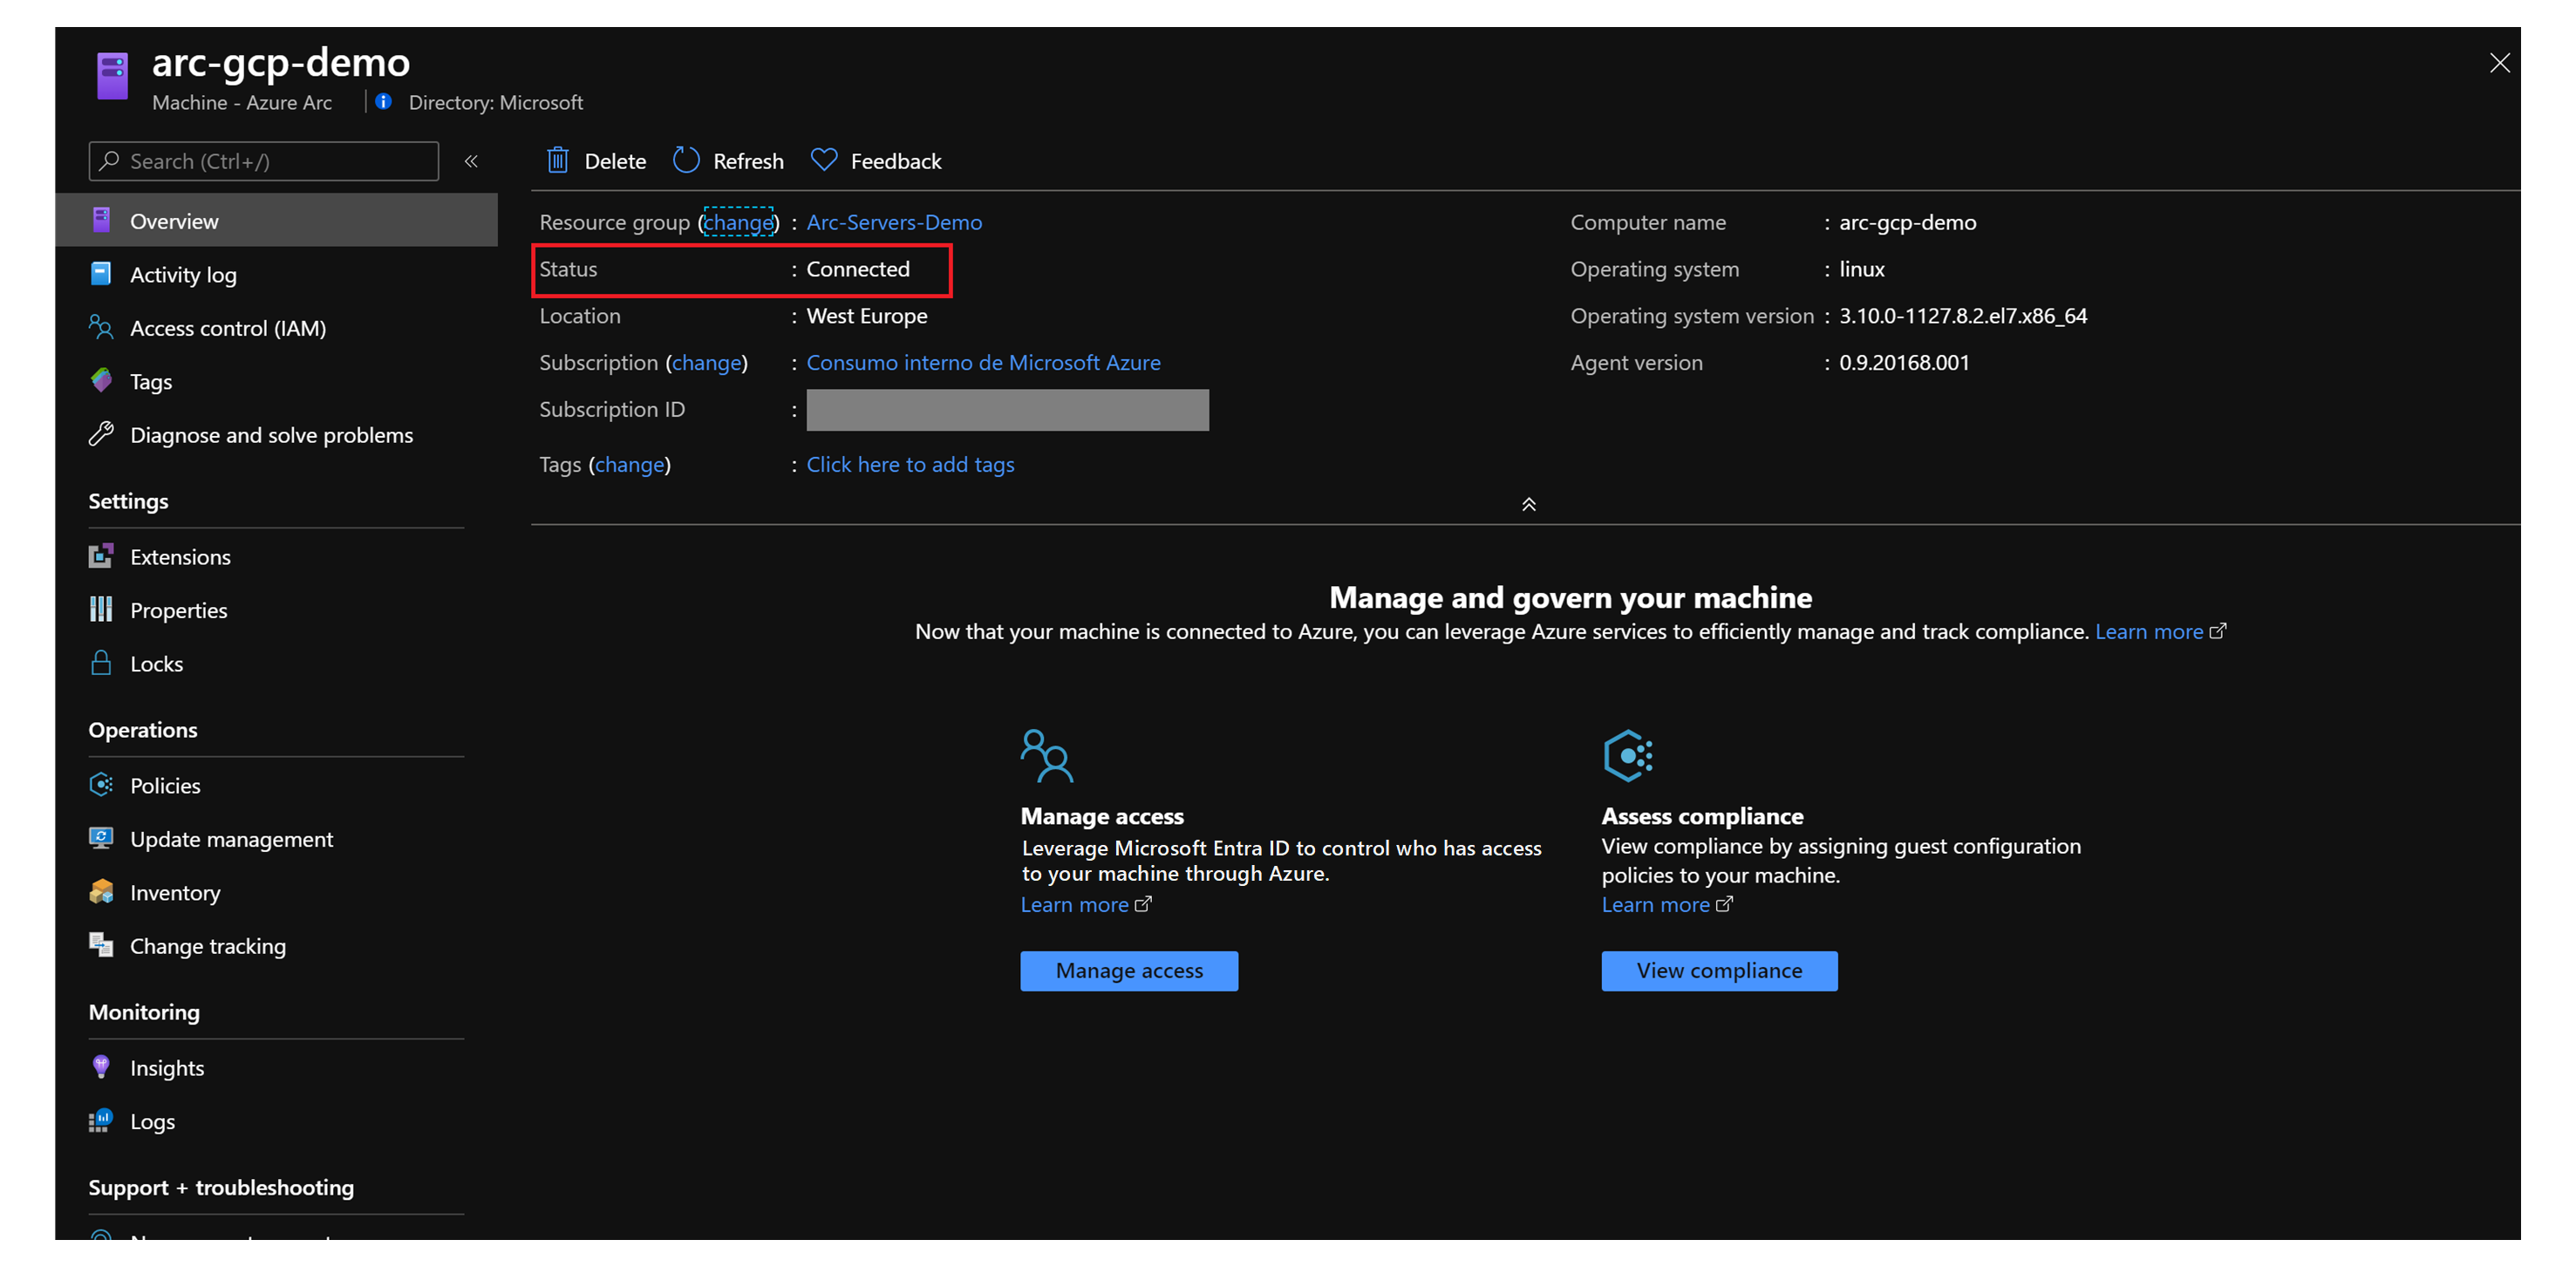 arc-gcp-demo
Machine - Azure Arc
Directory: Microsoft
Search (Ctrl+/)
Overview
Activity log
Access control (IAM)
Tags
Diagnose and solve problems
Settings
Extensions
Properties
Locks
Operations
Policies
Update management
Inventory
Change tracking
Monitoring
Insights
Logs
Support + troubleshooting
Delete Refresh Feedback
Resource group (change) : Arc-Servers-Demo
Status : Connected
Location : West Europe
Subscription (change) : Consumo interno de Microsoft Azure
Subscription ID :
Tags (change) : Click here to add tags
Computer name : arc-gcp-demo
Operating system : linux
Operating system version : 3.10.0-1127.8.2.el7.x86_64
Agent version : 0.9.20168.001
Manage and govern your machine
Now that your machine is connected to Azure, you can leverage Azure services to efficiently manage and track compliance. Learn more
Manage access
Leverage Microsoft Entra ID to control who has access
to your machine through Azure.
Learn more
Manage access
Assess compliance
View compliance by assigning guest configuration
policies to your machine.
Learn more
View compliance